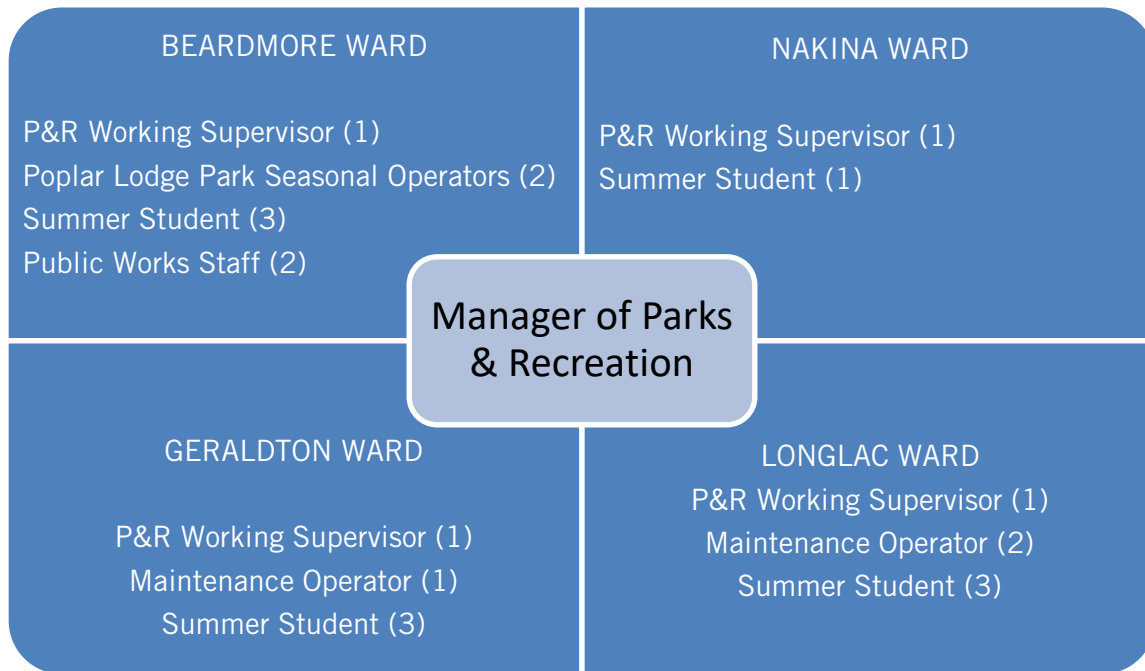 BEARDMORE WARD
P&R Working Supervisor (1)
Poplar Lodge Park Seasonal Operators (2)
Summer Student (3)
Public Works Staff (2)
NAKINA WARD
P&R Working Supervisor (1)
Summer Student (1)
Manager of Parks
& Recreation
GERALDTON WARD
P&R Working Supervisor (1)
Maintenance Operator (1)
Summer Student (3)
LONGLAC WARD
P&R Working Supervisor (1)
Maintenance Operator (2)
Summer Student (3)